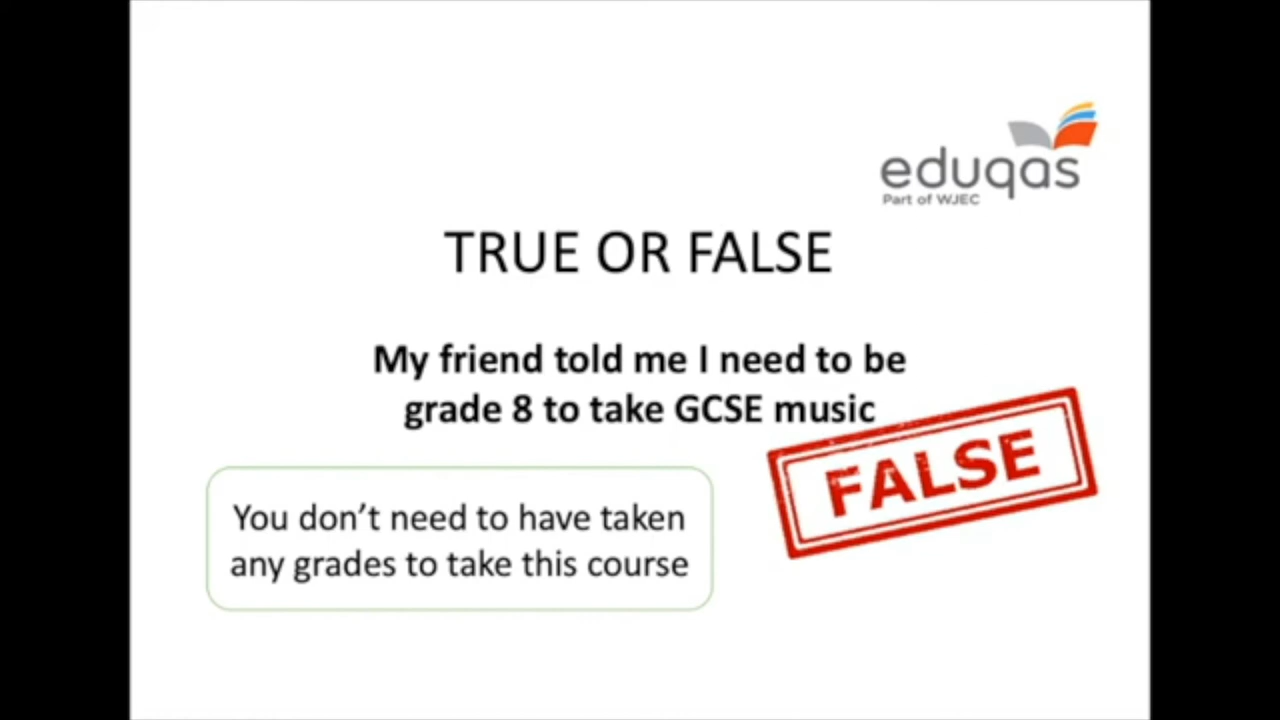 eduqas
Part of WJEC
TRUE OR FALSE
My friend told me I need to be
grade 8 to take GCSE music
FALSE
You don’t need to have taken
any grades to take this course